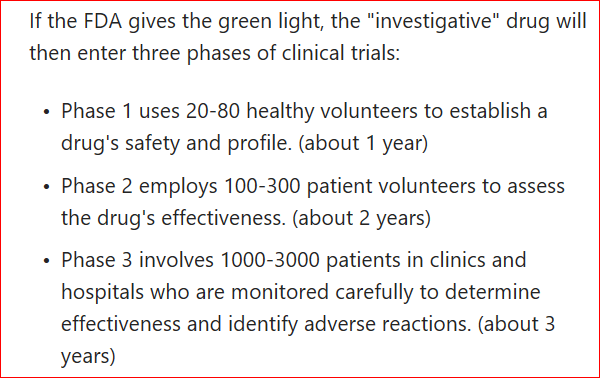 If the FDA gives the green light, the "investigative" drug will
then enter three phases of clinical trials:
• Phase 1 uses 20-80 healthy volunteers to establish a
drug's safety and profile. (about 1 year)
• Phase 2 employs 100-300 patient volunteers to assess
the drug's effectiveness. (about 2 years)
• Phase 3 involves 1000-3000 patients in clinics and
hospitals who are monitored carefully to determine
effectiveness and identify adverse reactions. (about 3
years)